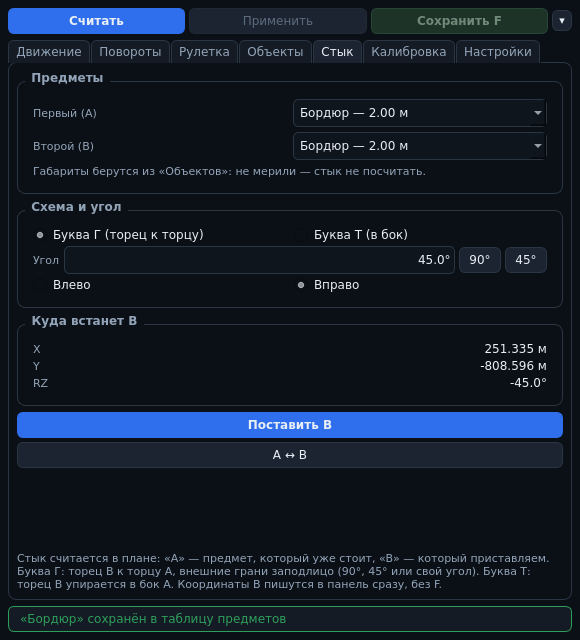 Считать
Применить
Сохранить F
▾
Движение
Повороты
Рулетка
Объекты
Стык
Калибровка
Настройки
Предметы
Первый (A)
Бордюр — 2.00 м
Второй (B)
Бордюр — 2.00 м
Габариты берутся из «Объектов»: не мерили — стык не посчитать.
Схема и угол
Буква Г (торец к торцу)
Буква Т (в бок)
Угол
45.0°
90°
45°
Влево
Вправо
Куда встанет B
X
251.335 м
Y
-808.596 м
RZ
-45.0°
Поставить B
A ↔ B
Стык считается в плане: «A» — предмет, который уже стоит, «B» — который приставляем.
Буква Г: торец B к торцу A, внешние грани заподлицо (90°, 45° или свой угол). Буква Т:
торец B упирается в бок A. Координаты B пишутся в панель сразу, без F.
«Бордюр» сохранён в таблицу предметов